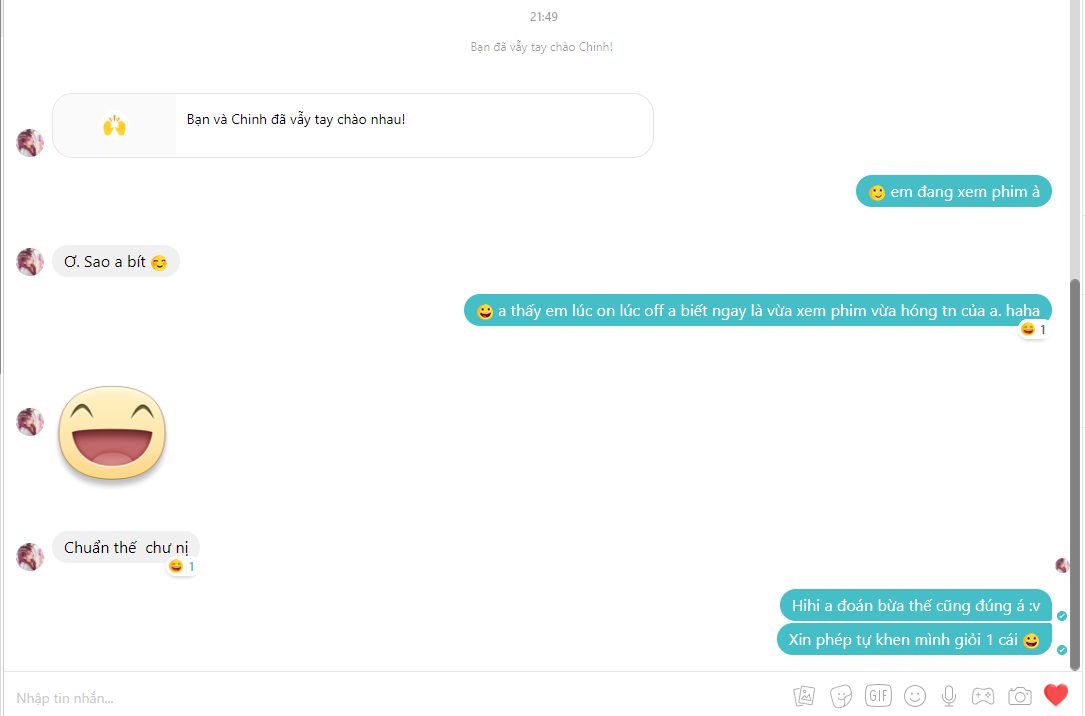 21:49
Bạn đã vẫy tay chào Chinh!
Bạn và Chinh đã vẫy tay chào nhau!
🙂 em đang xem phim à
Ơ. Sao a bít ☺️
😀 a thấy em lúc on lúc off a biết ngay là vừa xem phim vừa hóng tn của a. haha
😄 1
Chuẩn thế  chư nị
😄 1
Hihi a đoán bừa thế cũng đúng á :v
Xin phép tự khen mình giỏi 1 cái 😀
Nhập tin nhắn...
GIF